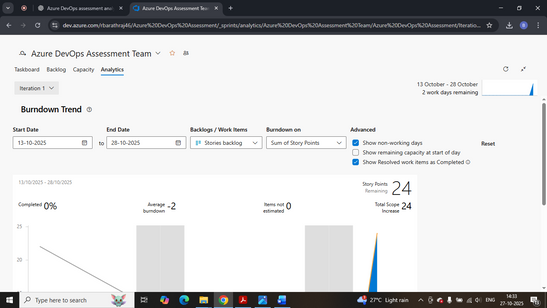 Azure DevOps assessment anal
Azure DevOps Assessment Team
dev.azure.com/rbarathraj46/Azure%20DevOps%20Assessment/_sprints/analytics/Azure%20DevOps%20Assessment%20Team/Azure%20DevOps%20Assessment/Iteratio...
Azure DevOps Assessment Team
Taskboard Backlog Capacity Analytics
Iteration 1
13 October - 28 October
2 work days remaining
Burndown Trend
Start Date End Date Backlogs / Work Items Burndown on Advanced
13-10-2025 to 28-10-2025 Stories backlog Sum of Story Points
Show non-working days
Show remaining capacity at start of day
Show Resolved work items as Completed
Reset
13/10/2025 - 28/10/2025
Story Points
Remaining 24
Completed 0%
Average
burndown -2
Items not
estimated 0
Total Scope
Increase 24
25
20
Type here to search
27°C Light rain
ENG
14:33
27-10-2025